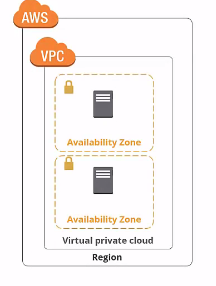 AWS
VPC
Availability Zone
Availability Zone
Virtual private cloud
Region